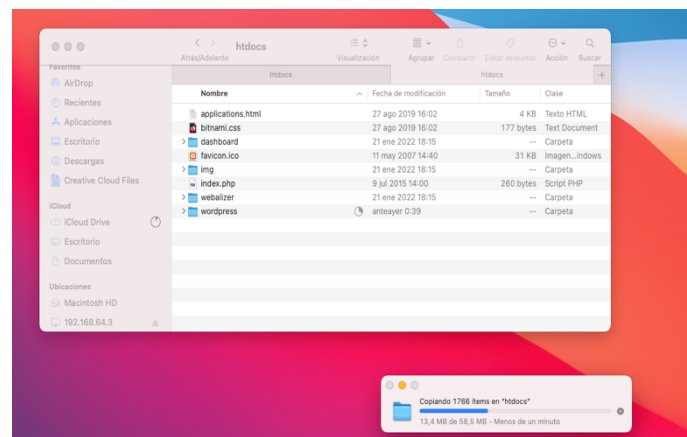 htdocs
Atrás/Adelante Visualización Agrupar Compartir Editar etiquetas Acción Buscar
htdocs htdocs
Favoritos
AirDrop
Recientes
Aplicaciones
Escritorio
Descargas
Creative Cloud Files
iCloud
iCloud Drive
Escritorio
Documentos
Ubicaciones
Macintosh HD
192.168.64.3
Nombre Fecha de modificación Tamaño Clase
applications.html 27 ago 2019 16:02 4 KB Texto HTML
bitnami.css 27 ago 2019 16:02 177 bytes Text Document
dashboard 21 ene 2022 18:15 -- Carpeta
favicon.ico 11 may 2007 14:40 31 KB Imagen...indows
img 21 ene 2022 18:15 -- Carpeta
index.php 9 jul 2015 14:00 260 bytes Script PHP
webalizer 21 ene 2022 18:15 -- Carpeta
wordpress anteayer 0:39 -- Carpeta
Copiando 1766 ítems en "htdocs"
13,4 MB de 58,5 MB - Menos de un minuto